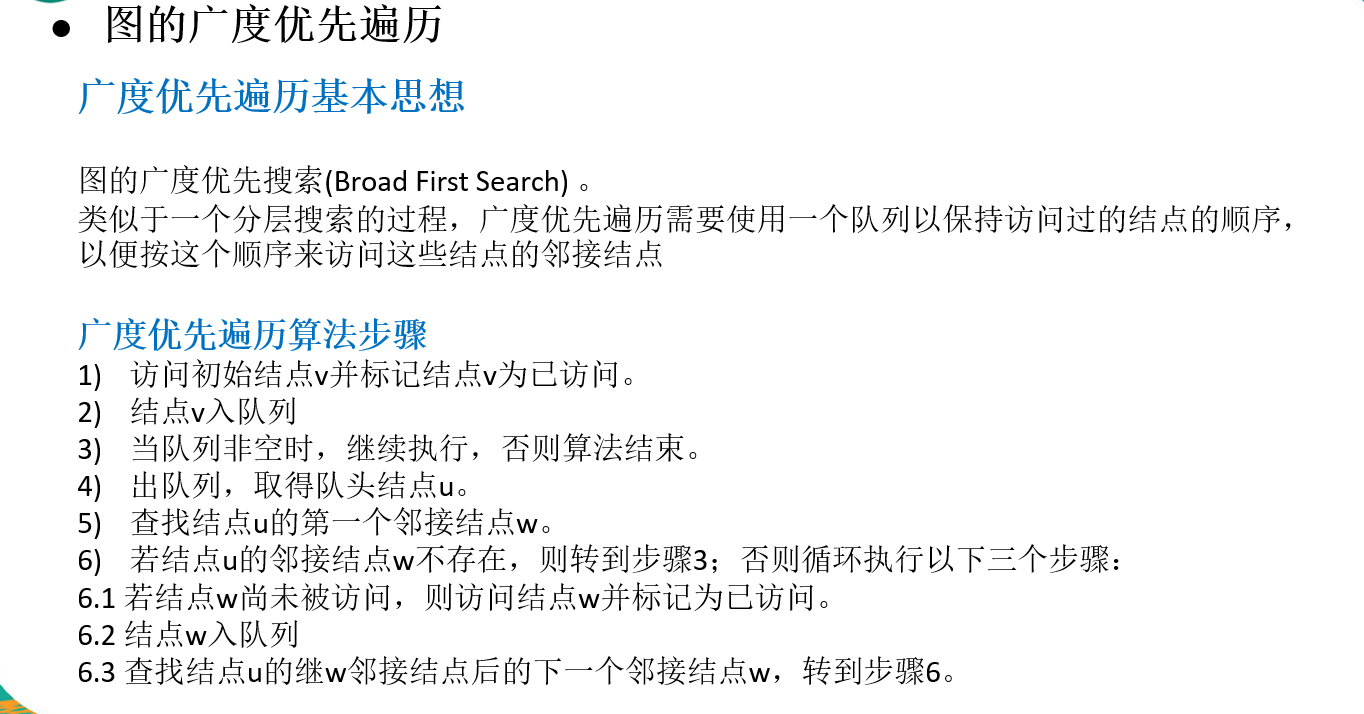 ● 图的广度优先遍历
广度优先遍历基本思想
图的广度优先搜索(Broad First Search) 。
类似于一个分层搜索的过程，广度优先遍历需要使用一个队列以保持访问过的结点的顺序，
以便按这个顺序来访问这些结点的邻接结点
广度优先遍历算法步骤
1) 访问初始结点v并标记结点v为已访问。
2) 结点v入队列
3) 当队列非空时，继续执行，否则算法结束。
4) 出队列，取得队头结点u。
5) 查找结点u的第一个邻接结点w。
6) 若结点u的邻接结点w不存在，则转到步骤3；否则循环执行以下三个步骤：
6.1 若结点w尚未被访问，则访问结点w并标记为已访问。
6.2 结点w入队列
6.3 查找结点u的继w邻接结点后的下一个邻接结点w，转到步骤6。